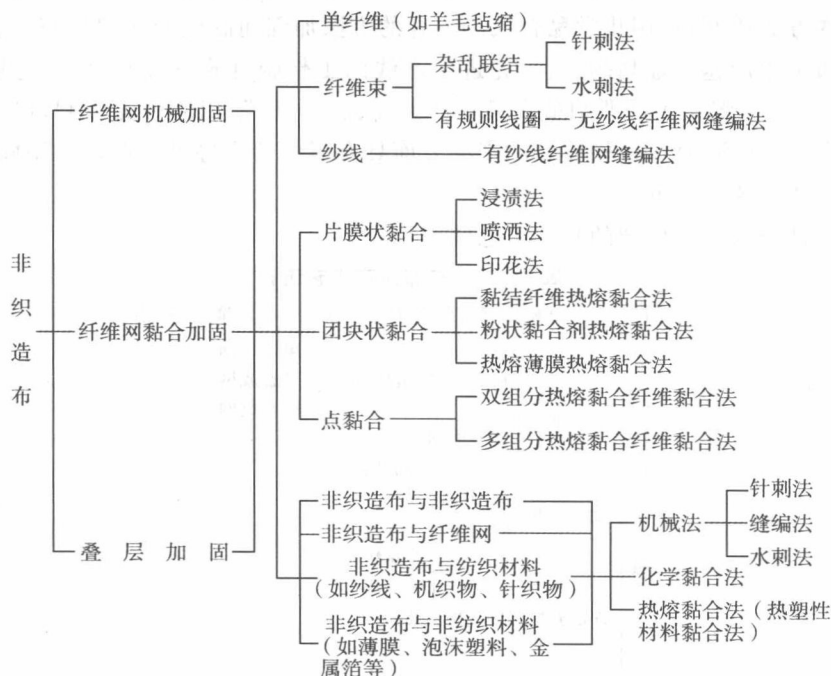 非织造布
纤维网机械加固
纤维网黏合加固
叠层加固
单纤维（如羊毛毡缩）
纤维束
杂乱联结
针刺法
水刺法
有规则线圈
无纱线纤维网缝编法
纱线
有纱线纤维网缝编法
片膜状黏合
浸渍法
喷洒法
印花法
团块状黏合
黏结纤维热熔黏合法
粉状黏合剂热熔黏合法
热熔薄膜热熔黏合法
点黏合
双组分热熔黏合纤维黏合法
多组分热熔黏合纤维黏合法
非织造布与非织造布
非织造布与纤维网
非织造布与纺织材料
（如纱线、机织物、针织物）
非织造布与非纺织材料
（如薄膜、泡沫塑料、金
属箔等）
机械法
针刺法
缝编法
水刺法
化学黏合法
热熔黏合法（热塑性
材料黏合法）